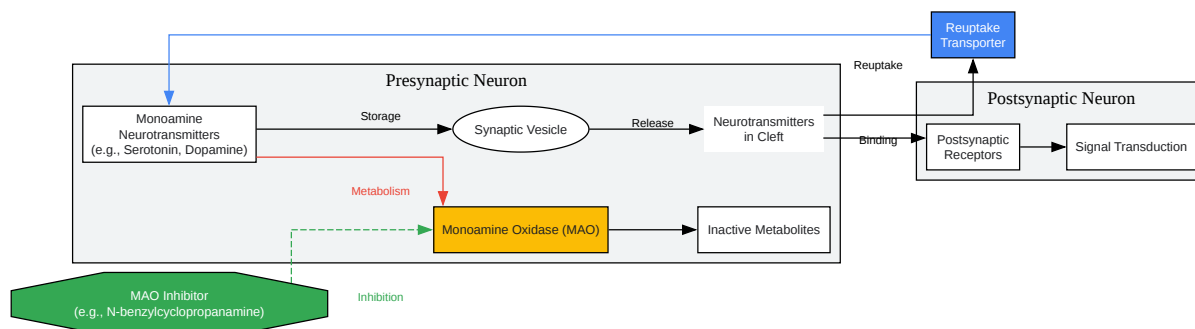 Reuptake
Transporter
Reuptake
Presynaptic Neuron
Postsynaptic Neuron
Monoamine
Neurotransmitters
(e.g., Serotonin, Dopamine)
Storage
Synaptic Vesicle
Release
Neurotransmitters
in Cleft
Binding
Postsynaptic
Receptors
Signal Transduction
Metabolism
Monoamine Oxidase (MAO)
Inactive Metabolites
MAO Inhibitor
(e.g., N-benzylcyclopropanamine)
Inhibition